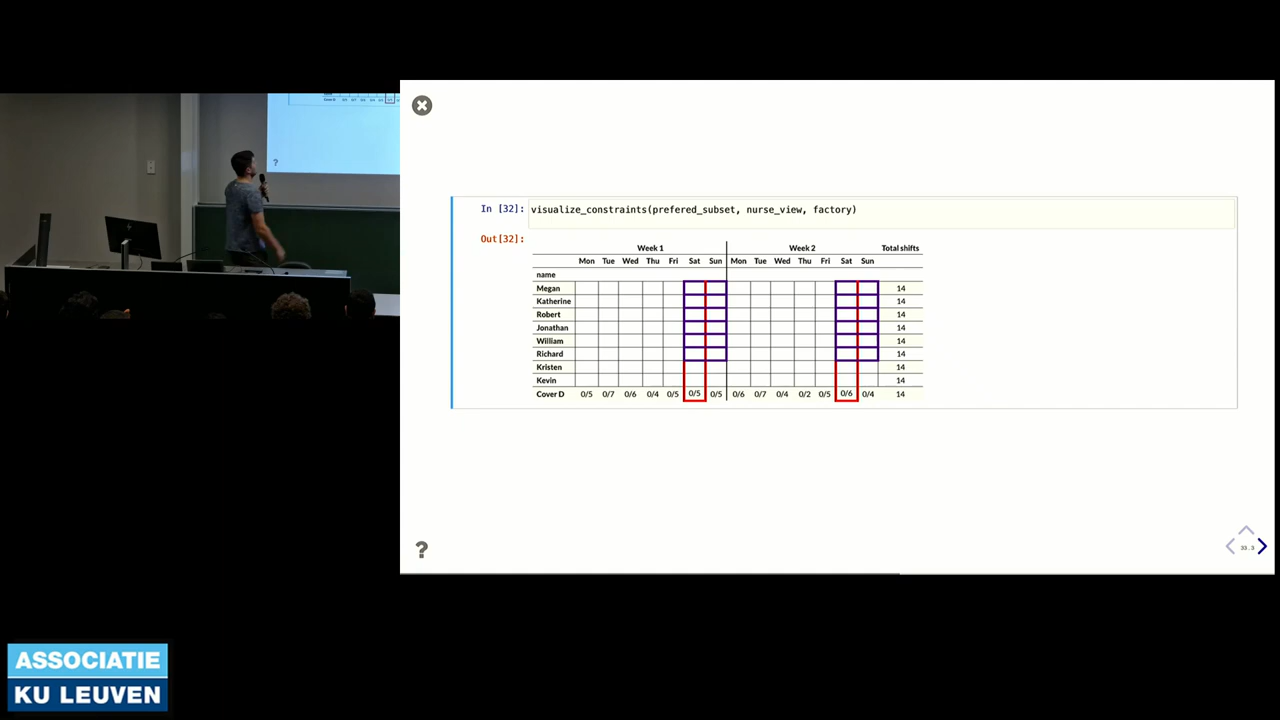 In [32]: visualize_constraints(prefered_subset, nurse_view, factory)
Out[32]:
Week 1 Week 2 Total shifts
Mon Tue Wed Thu Fri Sat Sun Mon Tue Wed Thu Fri Sat Sun
name
Megan 14
Katherine 14
Robert 14
Jonathan 14
William 14
Richard 14
Kristen 14
Kevin 14
Cover D 0/5 0/7 0/6 0/4 0/5 0/5 0/5 0/6 0/7 0/4 0/2 0/5 0/6 0/4 14
?
?
33.3
ASSOCIATIE
KU LEUVEN